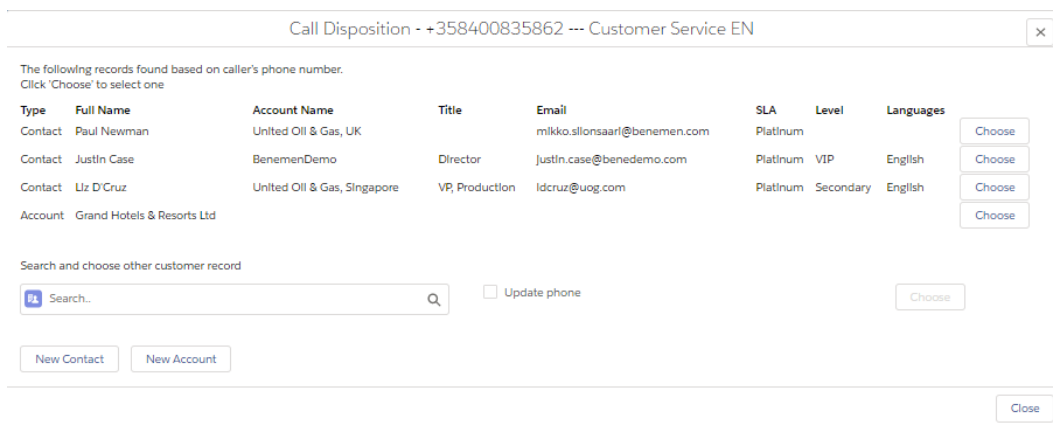 Call Disposition - +358400835862 --- Customer Service EN
The following records found based on caller's phone number.
Click 'Choose' to select one
Type Full Name Account Name Title Email SLA Level Languages
Contact Paul Newman United Oil & Gas, UK mikko.siionsaari@benemen.com Platinum Choose
Contact Justin Case BenemenDemo Director justin.case@benedemo.com Platinum VIP English Choose
Contact Liz D'Cruz United Oil & Gas, Singapore VP, Production ldcruz@uog.com Platinum Secondary English Choose
Account Grand Hotels & Resorts Ltd Choose
Search and choose other customer record
Search.. Update phone Choose
New Contact New Account
Close